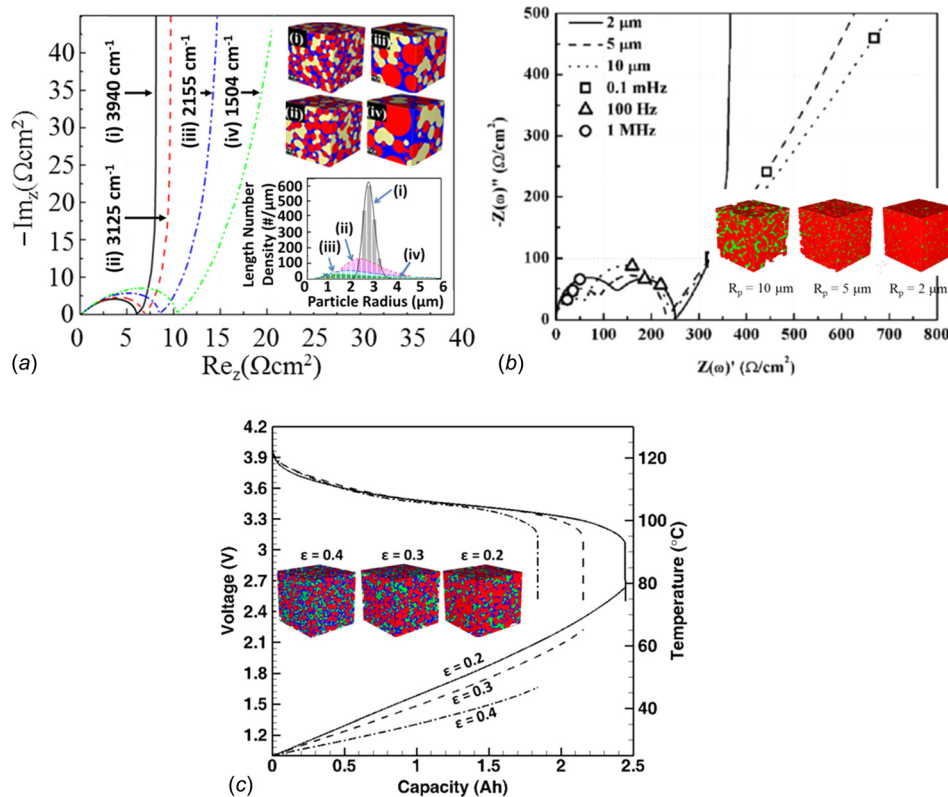 (i) 3940 cm⁻¹
(ii) 3125 cm⁻¹
(iii) 2155 cm⁻¹
(iv) 1504 cm⁻¹
(i)
(iii)
(ii)
(iv)
Length Number
Density (#/µm)
600
400
300
200
100
0
(i)
(ii)
(iii)
(iv)
0 1 2 3 4 5 6
Particle Radius (µm)
−Im_z(Ωcm²)
40
35
30
25
20
15
10
5
0
0 5 10 15 20 25 30 35 40
Re_z(Ωcm²)
(a)
2 µm
5 µm
10 µm
0.1 mHz
100 Hz
1 MHz
R_p = 10 µm
R_p = 5 µm
R_p = 2 µm
-Z(ω)'' (Ω/cm²)
500
400
300
200
100
0
0 100 200 300 400 500 600 700 800
Z(ω)' (Ω/cm²)
(b)
Voltage (V)
4.2
3.9
3.6
3.3
3
2.7
2.4
2.1
1.8
1.5
1.2
ε = 0.4
ε = 0.3
ε = 0.2
ε = 0.2
ε = 0.3
ε = 0.4
120
100
80
60
40
Temperature (°C)
0 0.5 1 1.5 2 2.5
Capacity (Ah)
(c)